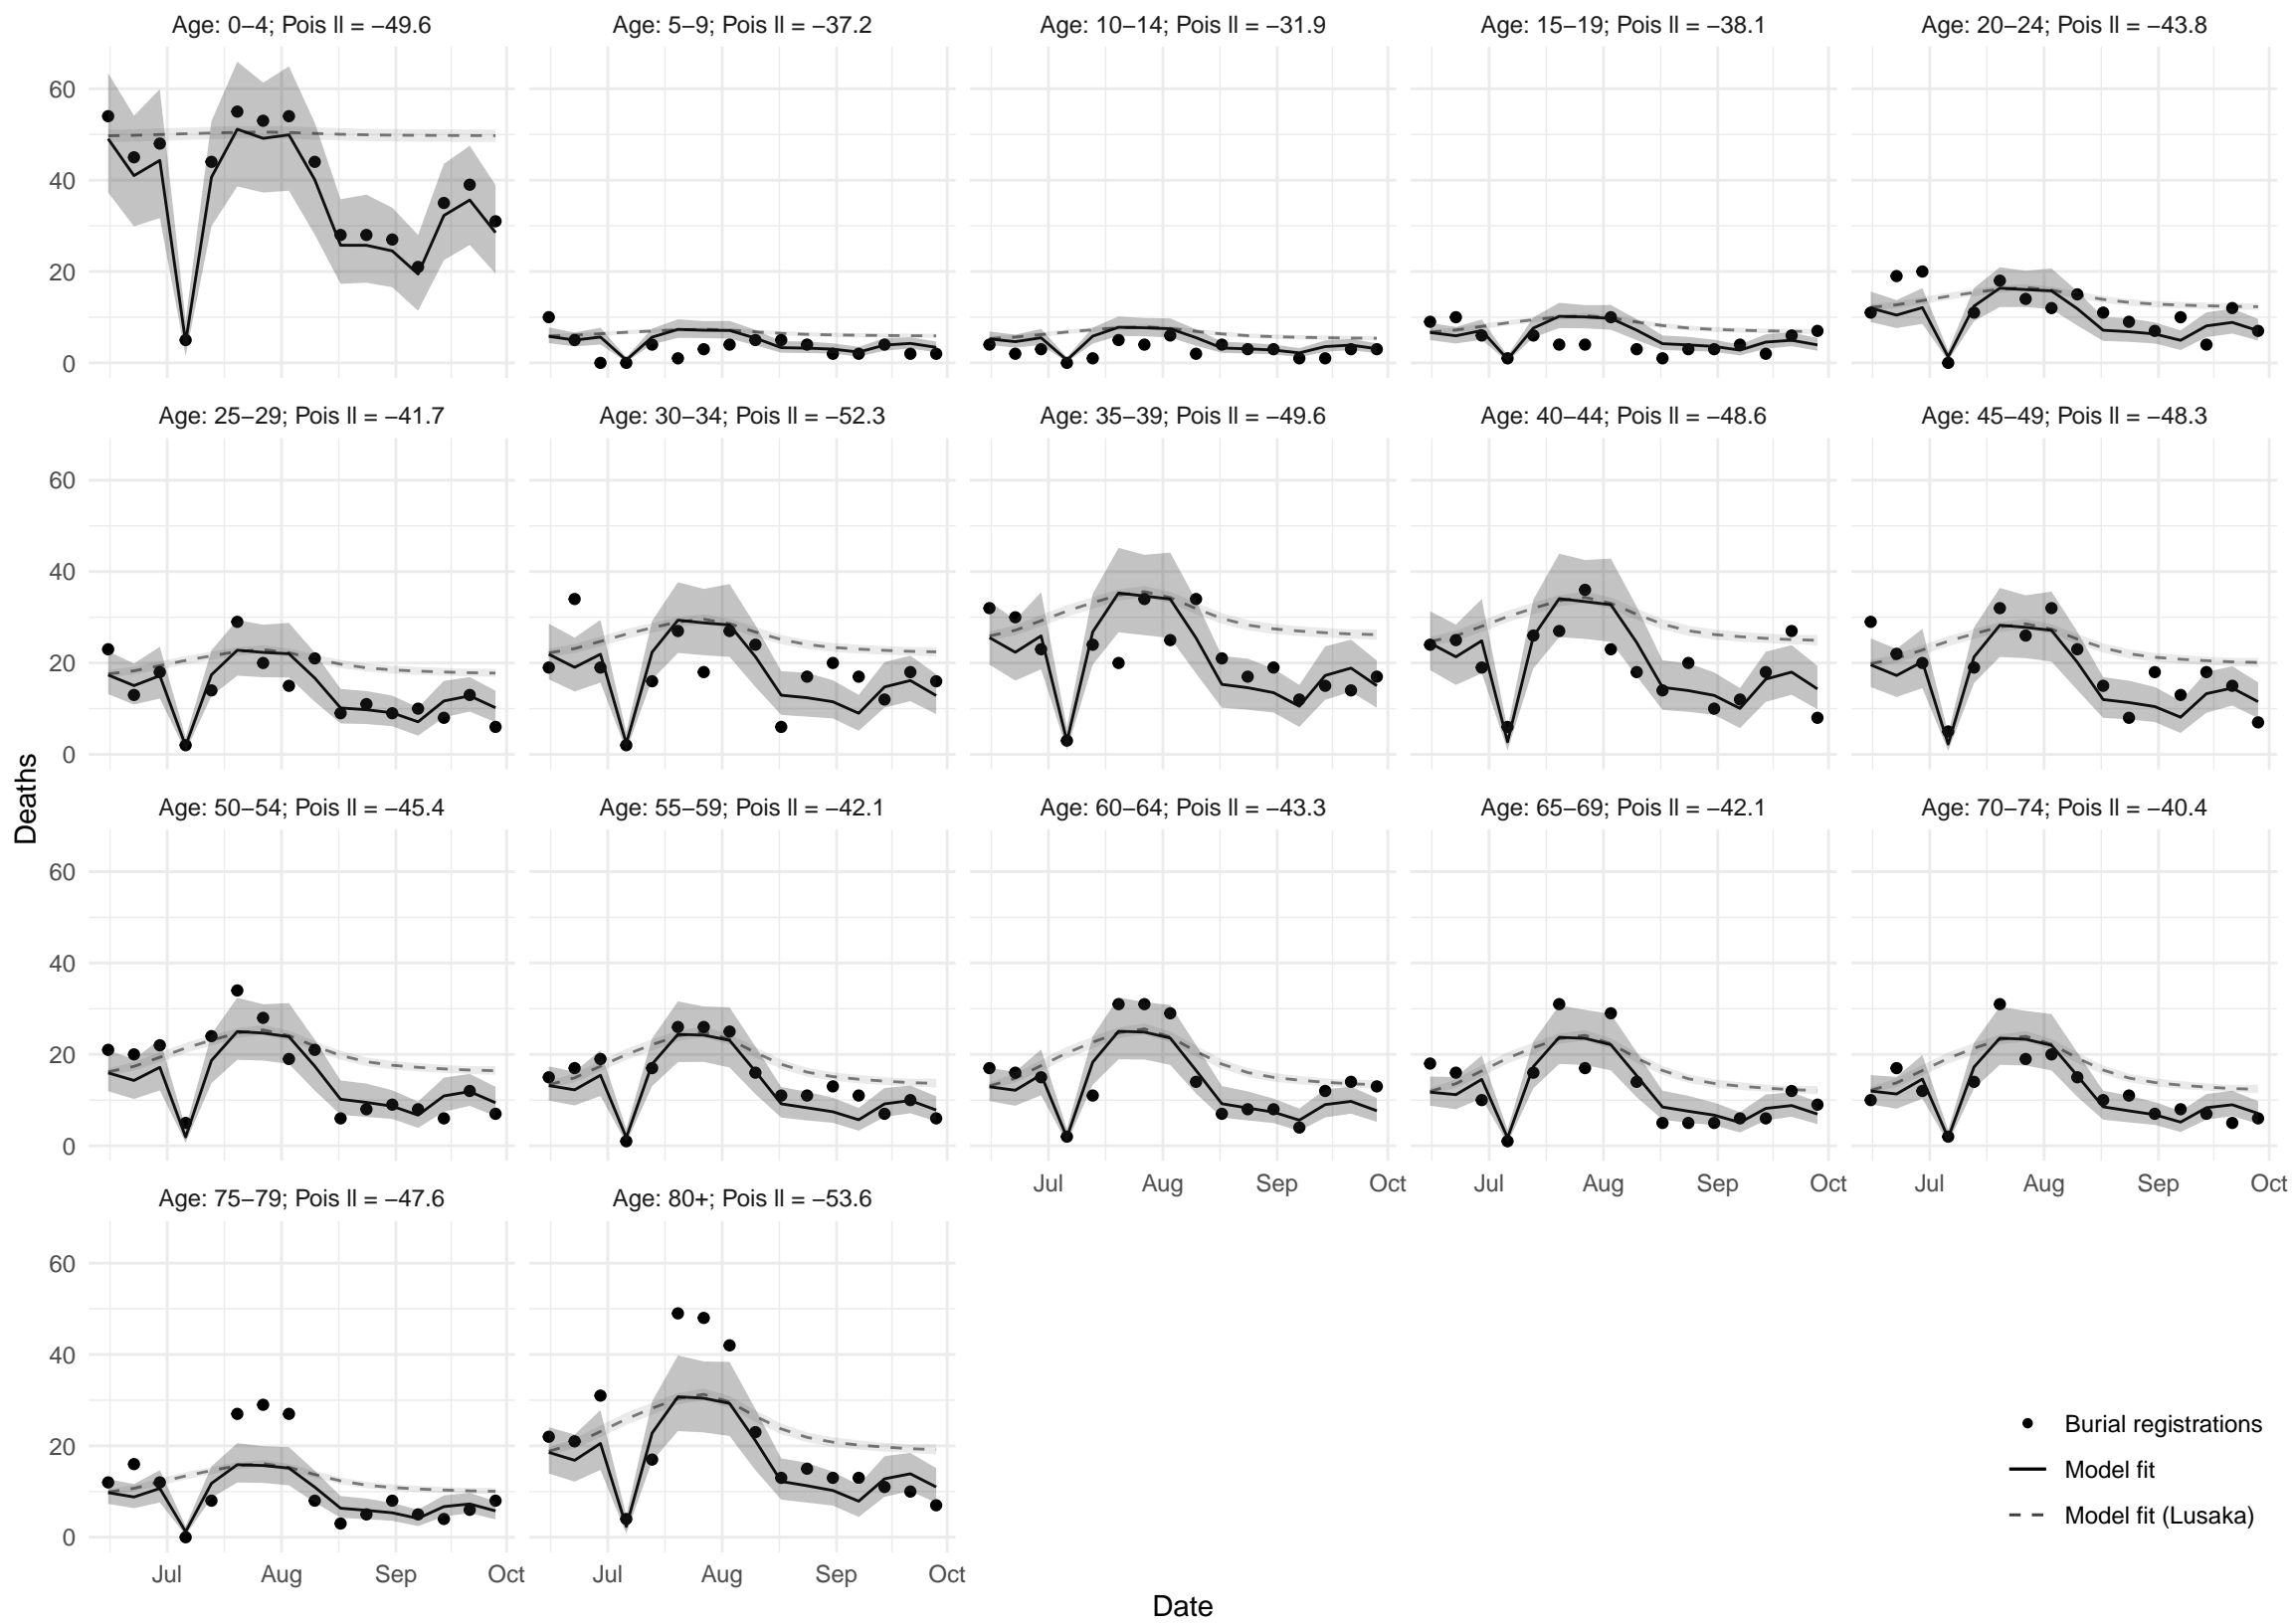 Age: 0−4; Pois ll = −49.6
Age: 5−9; Pois ll = −37.2
Age: 10−14; Pois ll = −31.9
Age: 15−19; Pois ll = −38.1
Age: 20−24; Pois ll = −43.8
60
40
20
0
Age: 25−29; Pois ll = −41.7
Age: 30−34; Pois ll = −52.3
Age: 35−39; Pois ll = −49.6
Age: 40−44; Pois ll = −48.6
Age: 45−49; Pois ll = −48.3
60
40
20
0
Deaths
Age: 50−54; Pois ll = −45.4
Age: 55−59; Pois ll = −42.1
Age: 60−64; Pois ll = −43.3
Age: 65−69; Pois ll = −42.1
Age: 70−74; Pois ll = −40.4
60
40
20
0
Jul Aug Sep Oct
Jul Aug Sep Oct
Jul Aug Sep Oct
Age: 75−79; Pois ll = −47.6
Age: 80+; Pois ll = −53.6
60
40
20
0
Jul Aug Sep Oct
Jul Aug Sep Oct
Burial registrations
Model fit
Model fit (Lusaka)
Date